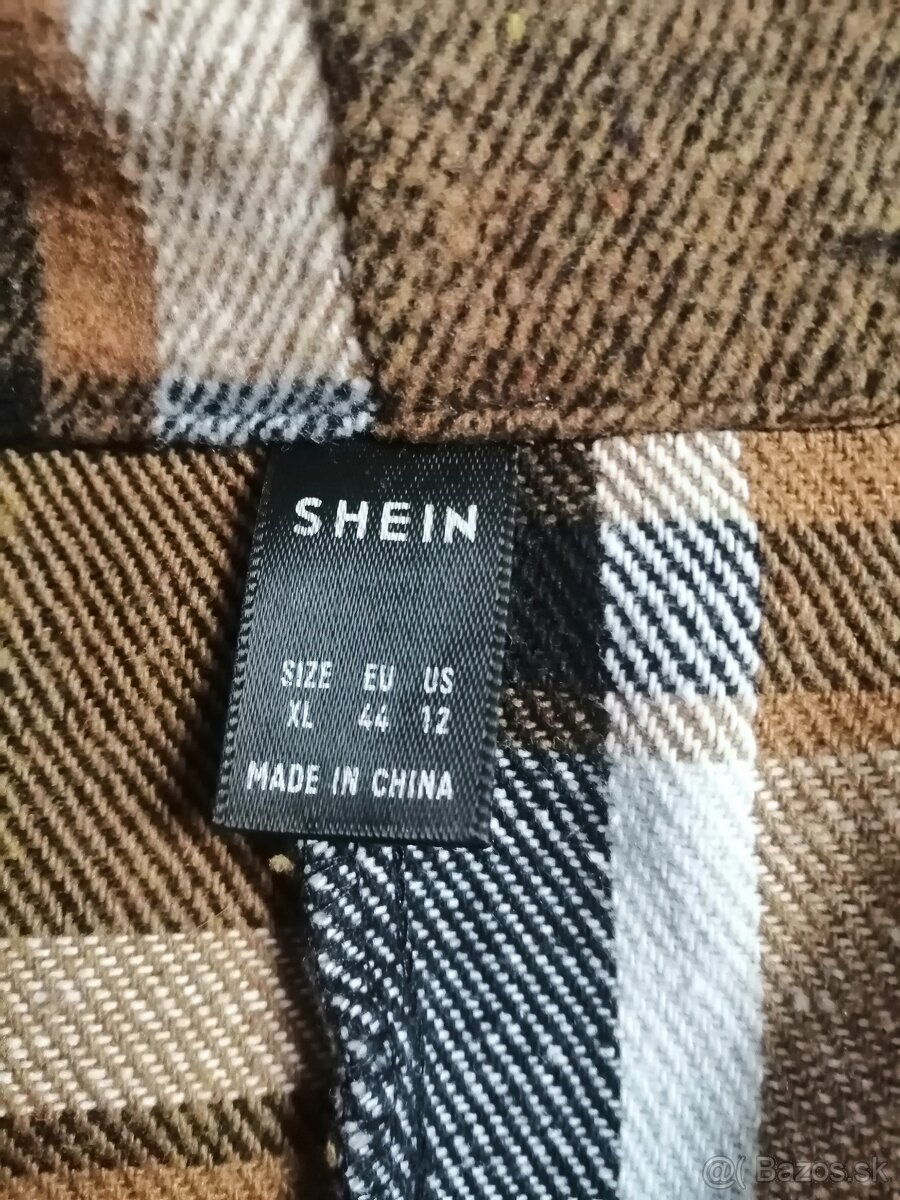 SHEIN
SIZE EU US
XL 44 12
MADE IN CHINA
@( Bazos.sk